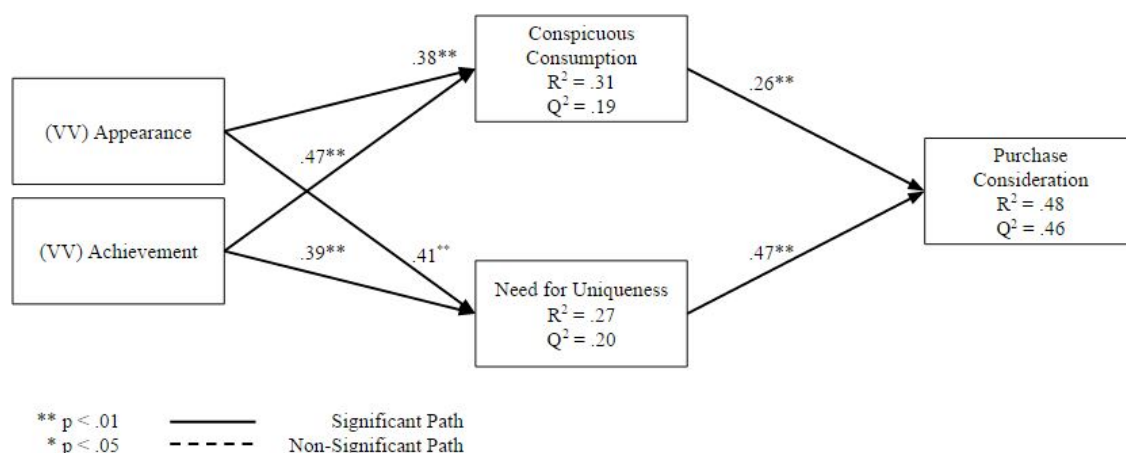 Conspicuous
Consumption
R² = .31
Q² = .19
.38**
.26**
(VV) Appearance
.47**
Purchase
Consideration
R² = .48
Q² = .46
(VV) Achievement
.39**
.41**
.47**
Need for Uniqueness
R² = .27
Q² = .20
** p < .01
Significant Path
* p < .05
Non-Significant Path